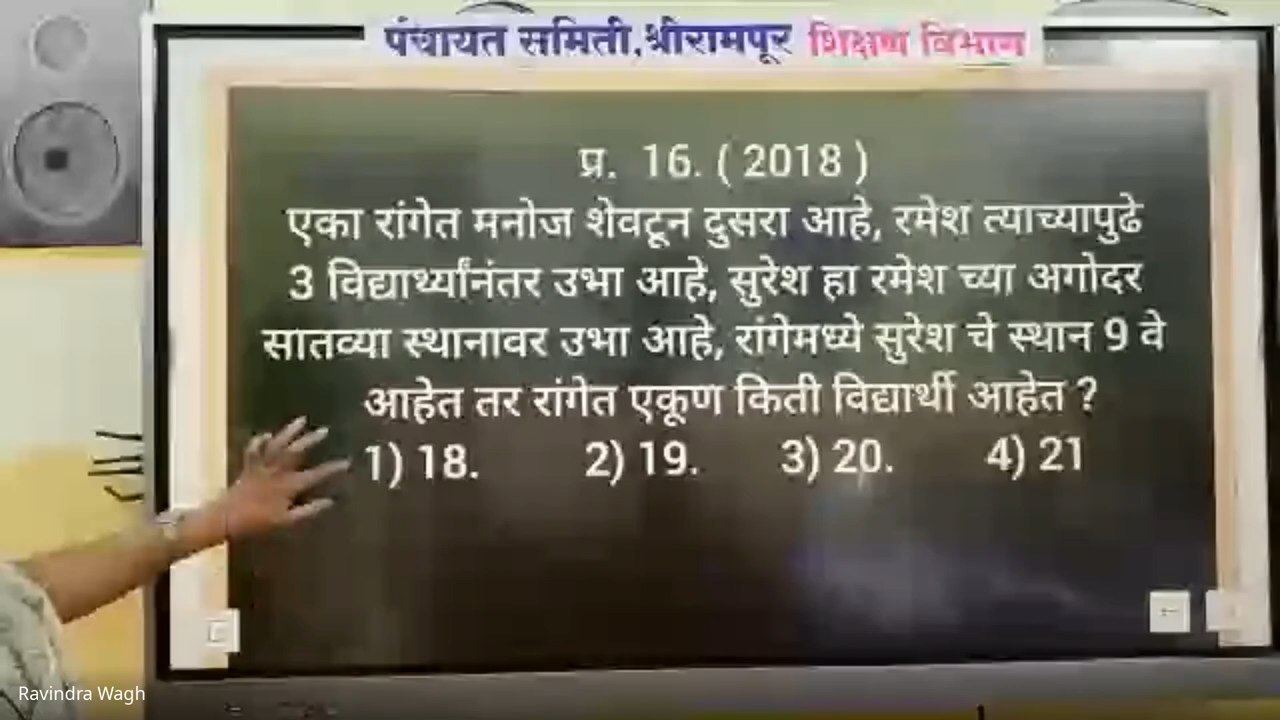 पंचायत समिती,श्रीरामपूर शिक्षण विभाग
प्र. 16. ( 2018 )
एका रांगेत मनोज शेवटून दुसरा आहे, रमेश त्याच्यापुढे
3 विद्यार्थ्यांनंतर उभा आहे, सुरेश हा रमेश च्या अगोदर
सातव्या स्थानावर उभा आहे, रांगेमध्ये सुरेश चे स्थान 9 वे
आहेत तर रांगेत एकूण किती विद्यार्थी आहेत ?
1) 18. 2) 19. 3) 20. 4) 21
Ravindra Wagh